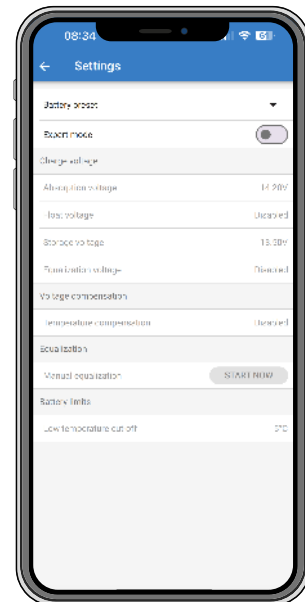 08:34
Settings
Battery preset
Expert mode
Charge voltage
Absorption voltage 14.20V
Float voltage Disabled
Storage voltage 13.50V
Equalization voltage Disabled
Voltage compensation
Temperature compensation Disabled
Equalization
Manual equalization START NOW
Battery limits
Low temperature cut off 5°C